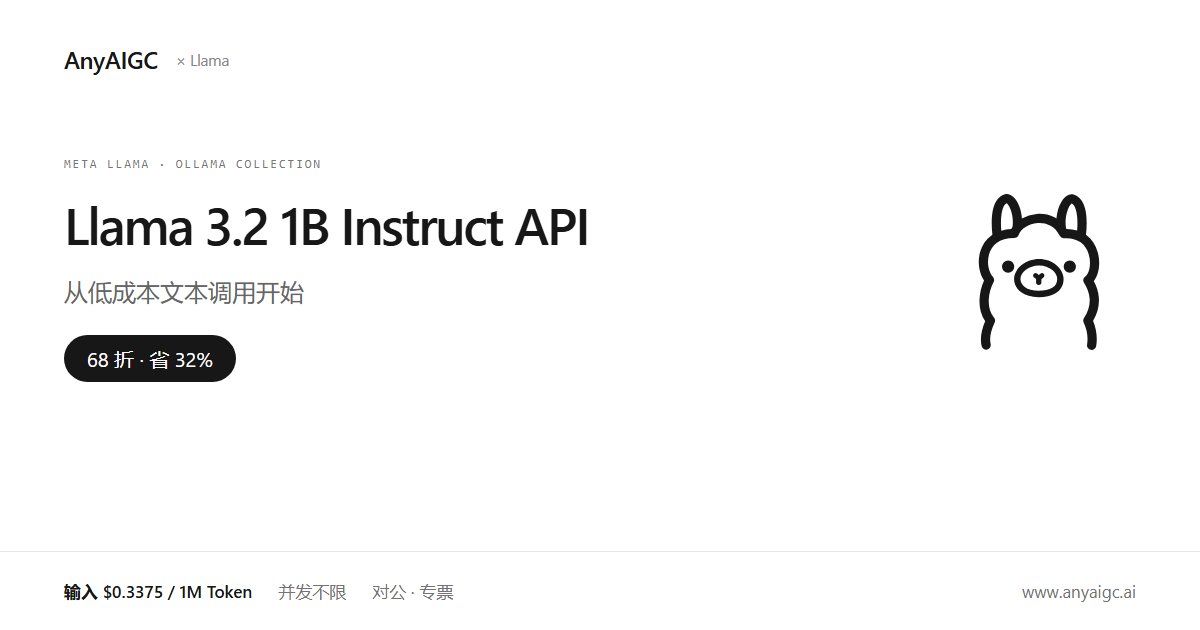 AnyAIGC × Llama
META LLAMA · OLLAMA COLLECTION
Llama 3.2 1B Instruct API
从低成本文本调用开始
68 折 · 省 32%
输入 $0.3375 / 1M Token 并发不限 对公 · 专票 www.anyaigc.ai